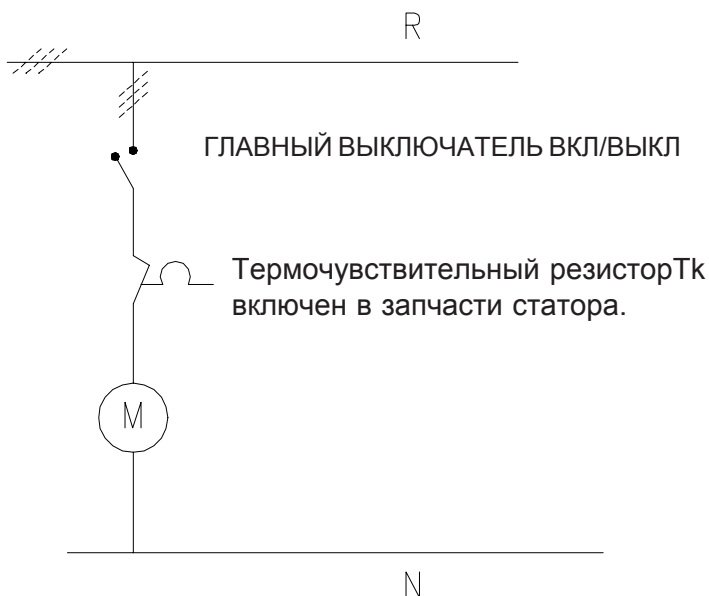 R
ГЛАВНЫЙ ВЫКЛЮЧАТЕЛЬ ВКЛ/ВЫКЛ
Термочувствительный резисторTk
включен в запчасти статора.
M
N